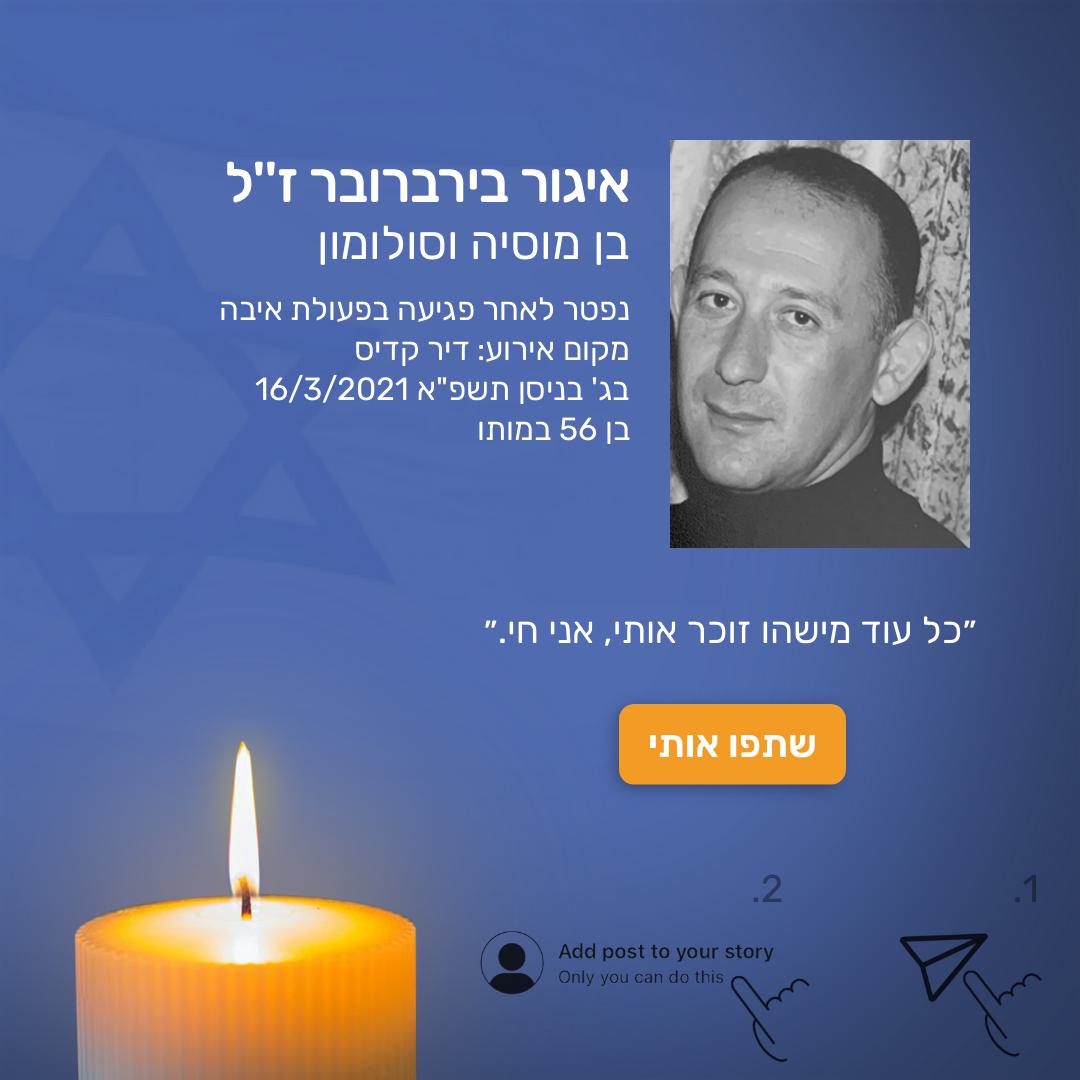 איגור בירברובר ז"ל
בן מוסיה וסולומון
נפטר לאחר פגיעה בפעולת איבה
מקום אירוע: דיר קדיס
בג' בניסן תשפ"א 16/3/2021
בן 56 במותו
״כל עוד מישהו זוכר אותי, אני חי.״
שתפו אותי
1.
2.
Add post to your story
Only you can do this